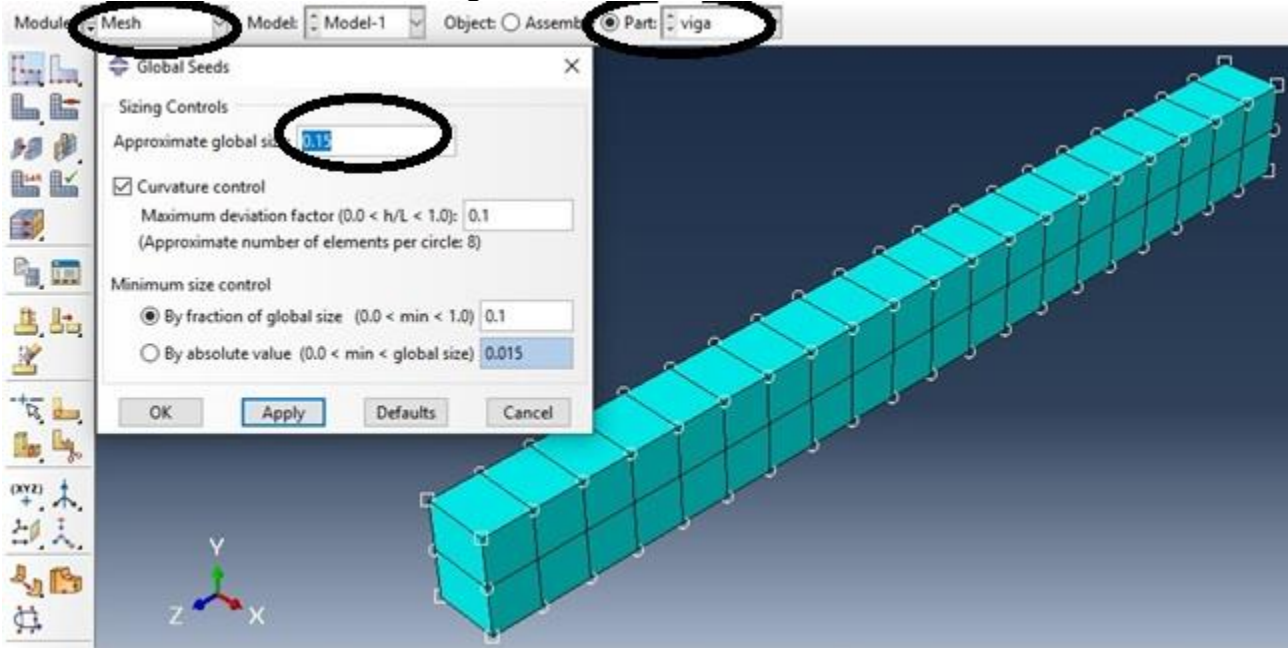 Module: Mesh Model: Model-1 Object: Assemb Part: viga
Global Seeds
Sizing Controls
Approximate global siz 0.15
Curvature control
Maximum deviation factor (0.0 < h/L < 1.0): 0.1
(Approximate number of elements per circle: 8)
Minimum size control
By fraction of global size (0.0 < min < 1.0) 0.1
By absolute value (0.0 < min < global size) 0.015
OK Apply Defaults Cancel
(XYZ)
Y
Z X